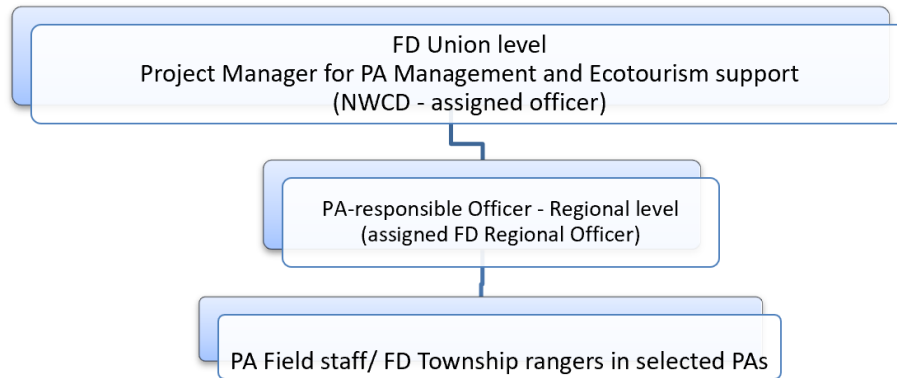 FD Union level
Project Manager for PA Management and Ecotourism support
(NWCD - assigned officer)
PA-responsible Officer - Regional level
(assigned FD Regional Officer)
PA Field staff/ FD Township rangers in selected PAs